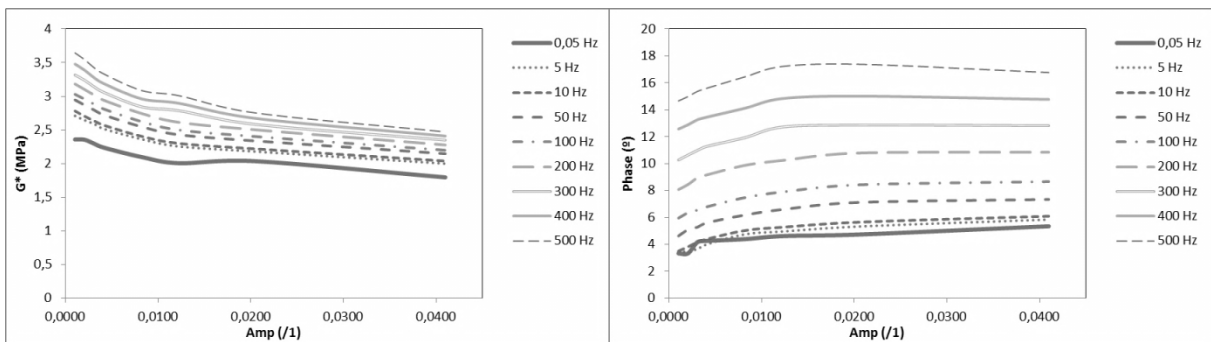 4
3,5
3
2,5
2
1,5
1
0,5
0
G* (MPa)
0,0000
0,0100
0,0200
0,0300
0,0400
Amp (/1)
0,05 Hz
5 Hz
10 Hz
50 Hz
100 Hz
200 Hz
300 Hz
400 Hz
500 Hz
20
18
16
14
12
10
8
6
4
2
0
Phase (º)
0,0000
0,0100
0,0200
0,0300
0,0400
Amp (/1)
0,05 Hz
5 Hz
10 Hz
50 Hz
100 Hz
200 Hz
300 Hz
400 Hz
500 Hz